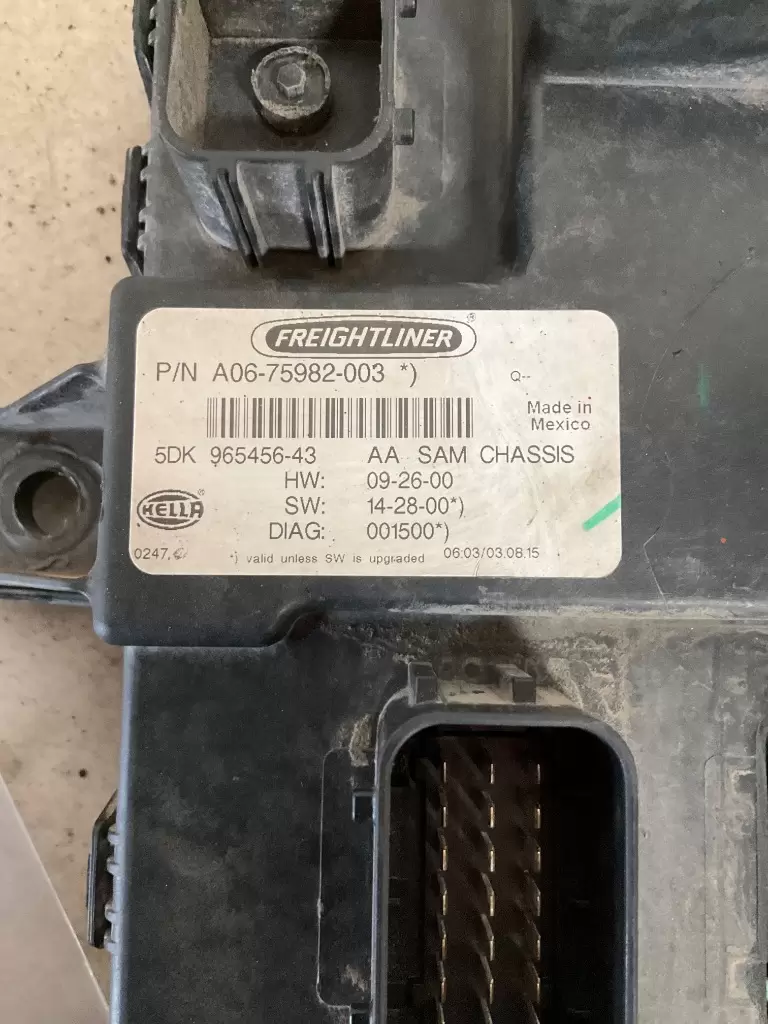 FREIGHTLINER ®
P/N A06-75982-003 *)
Q--
Made in
Mexico
5DK 965456-43 AA SAM CHASSIS
HW: 09-26-00
SW: 14-28-00*)
HELLA ®
DIAG: 001500*)
*) valid unless SW is upgraded 06:03/03.08.15